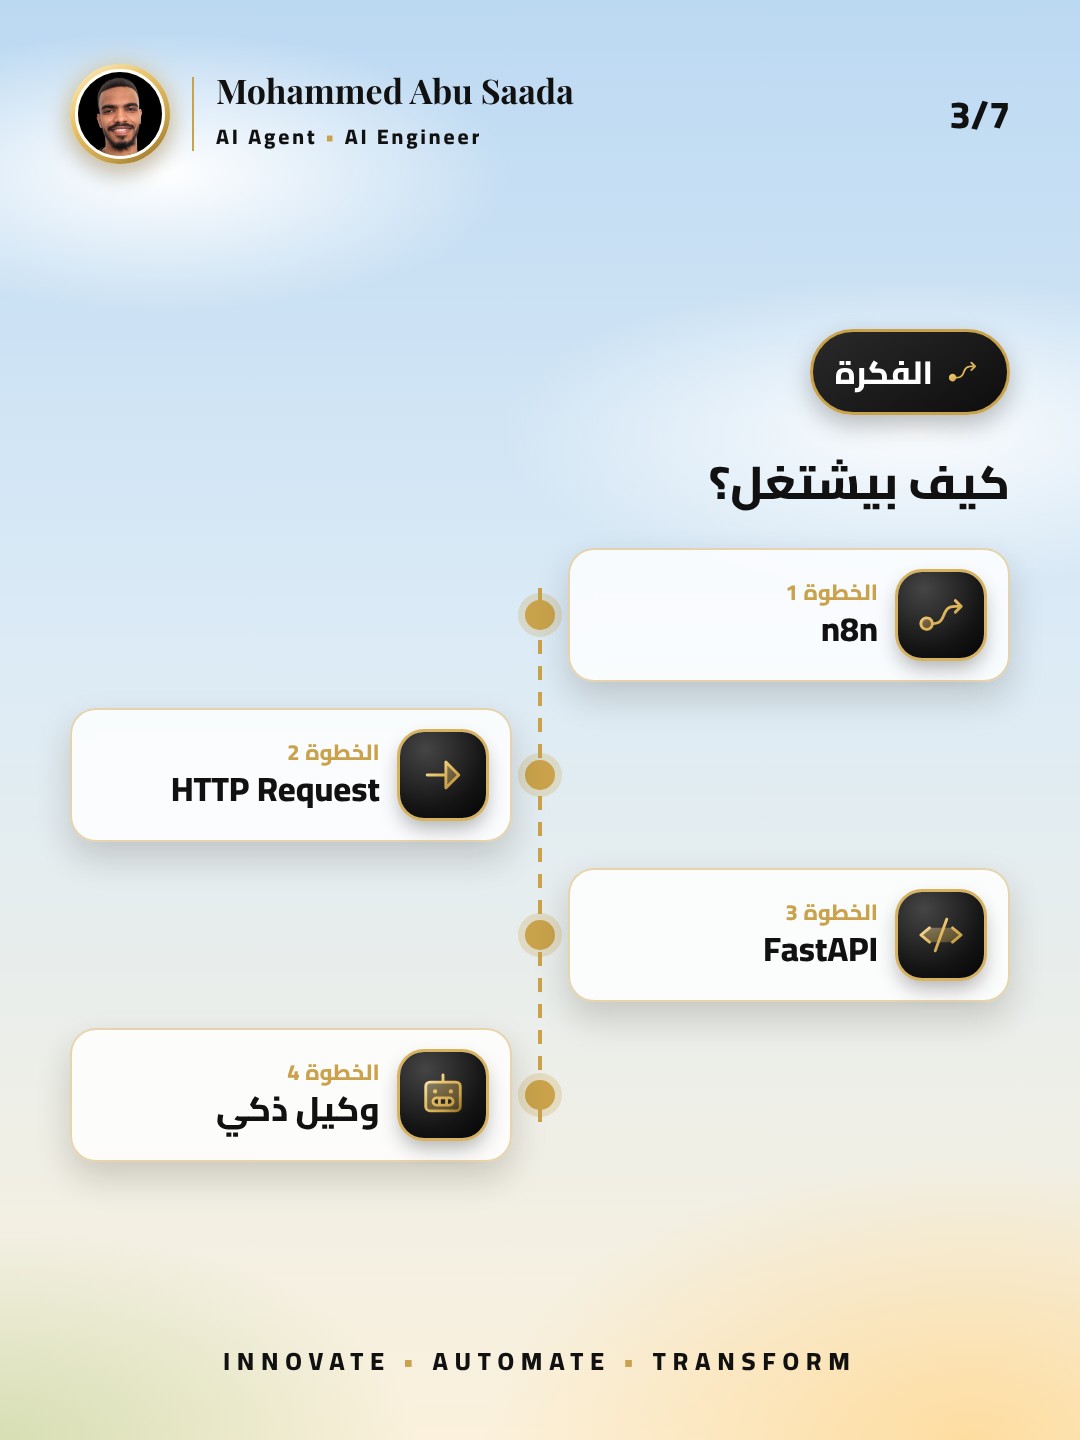 Mohammed Abu Saada
AI Agent ▪ AI Engineer
3/7
الفكرة
كيف بيشتغل؟
الخطوة 1
n8n
الخطوة 2
HTTP Request
الخطوة 3
FastAPI
الخطوة 4
وكيل ذكي
INNOVATE ▪ AUTOMATE ▪ TRANSFORM